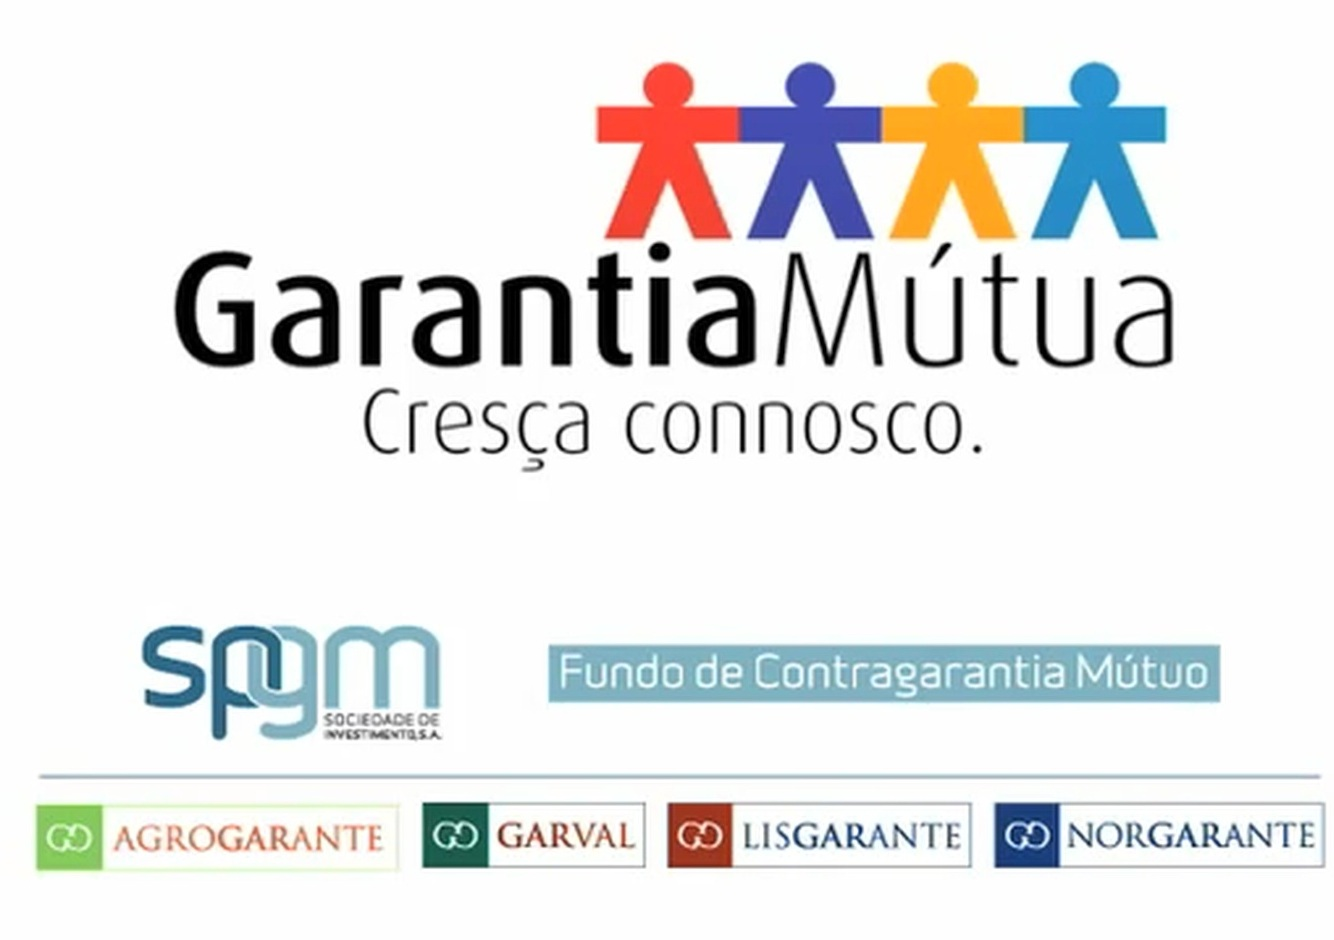 GarantiaMútua
Cresça connosco.
spgm
SOCIEDADE DE
INVESTIMENTO, S.A.
Fundo de Contragarantia Mútuo
AGROGARANTE
GARVAL
LISGARANTE
NORGARANTE